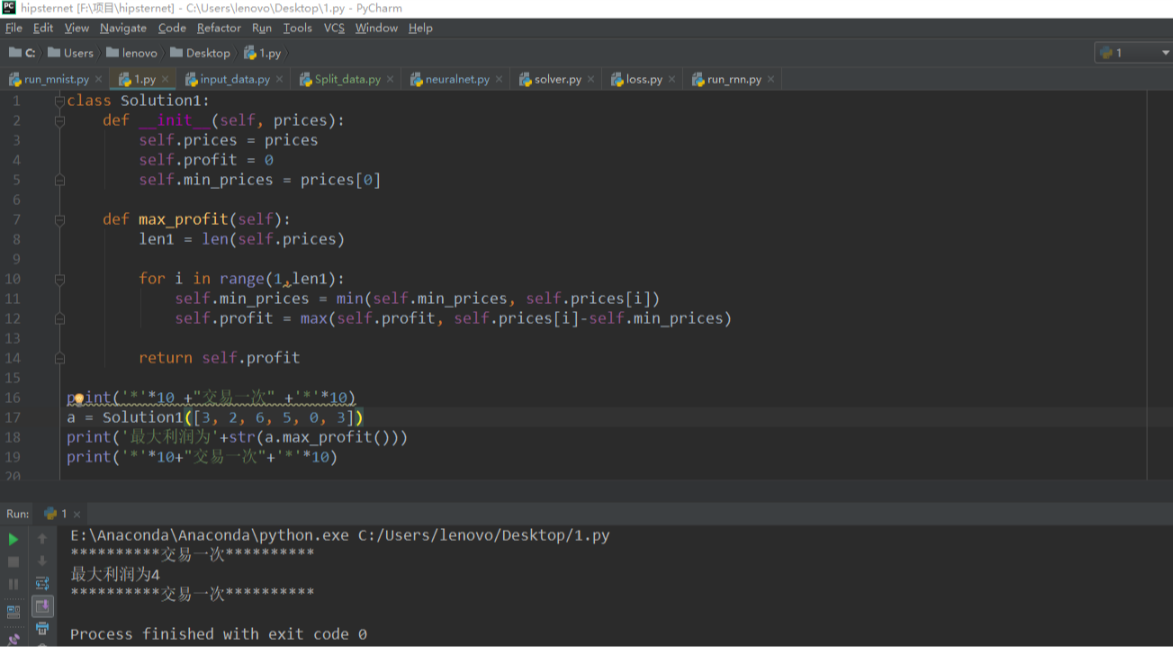 hipsternet [F:\项目\hipsternet] - C:\Users\lenovo\Desktop\1.py - PyCharm
File Edit View Navigate Code Refactor Run Tools VCS Window Help
C: Users lenovo Desktop 1.py 1
run_mnist.py 1.py input_data.py Split_data.py neuralnet.py solver.py loss.py run_rnn.py
1 class Solution1:
2 def __init__(self, prices):
3 self.prices = prices
4 self.profit = 0
5 self.min_prices = prices[0]
6
7 def max_profit(self):
8 len1 = len(self.prices)
9
10 for i in range(1,len1):
11 self.min_prices = min(self.min_prices, self.prices[i])
12 self.profit = max(self.profit, self.prices[i]-self.min_prices)
13
14 return self.profit
15
16 print('*'*10 +"交易一次" +'*'*10)
17 a = Solution1([3, 2, 6, 5, 0, 3])
18 print('最大利润为'+str(a.max_profit()))
19 print('*'*10+"交易一次"+'*'*10)
20
Run: 1
E:\Anaconda\Anaconda\python.exe C:/Users/lenovo/Desktop/1.py
**********交易一次**********
最大利润为4
**********交易一次**********
Process finished with exit code 0